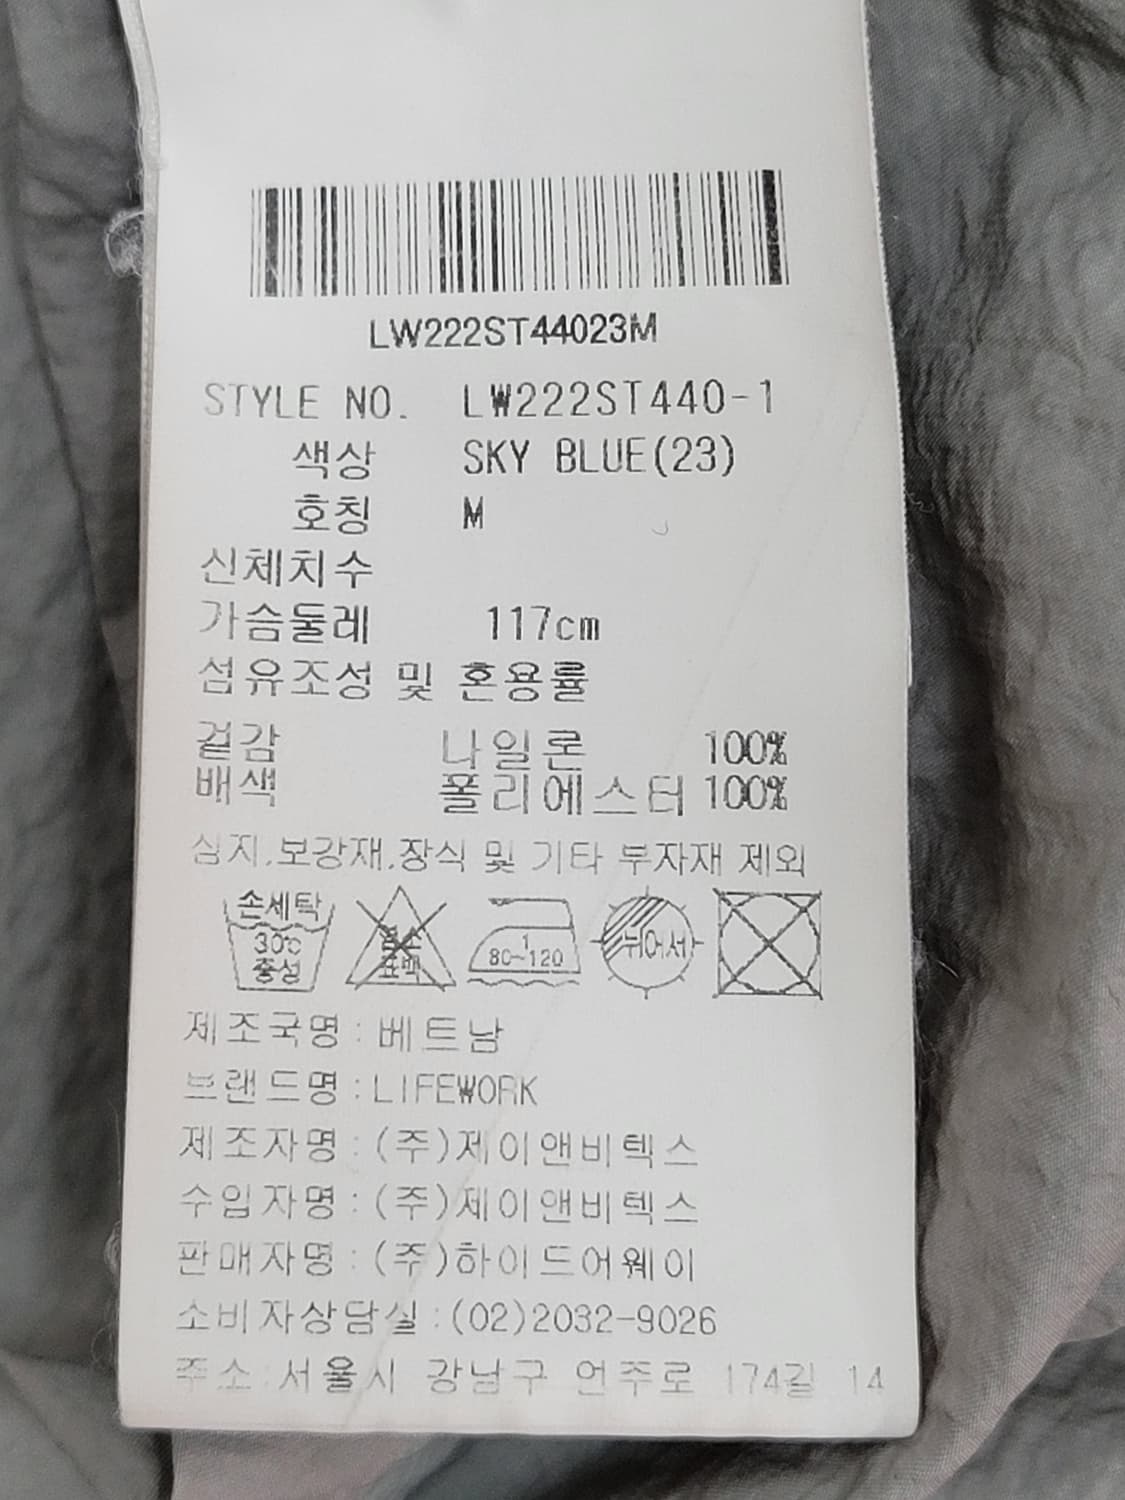 LW222ST44023M
STYLE NO. LW222ST440-1
색상 SKY BLUE(23)
호칭 M
신체치수
가슴둘레 117cm
섬유조성 및 혼용률
겉감 나일론 100%
배색 폴리에스터 100%
심지.보강재.장식 및 기타 부자재 제외
손세탁
30℃
중성
염소
표백
1
80~120
뉘어서
제조국명:베트남
브랜드명:LIFEWORK
제조자명:(주)제이앤비텍스
수입자명:(주)제이앤비텍스
판매자명:(주)하이드어웨이
소비자상담실:(02)2032-9026
주소:서울시 강남구 언주로 174길 14